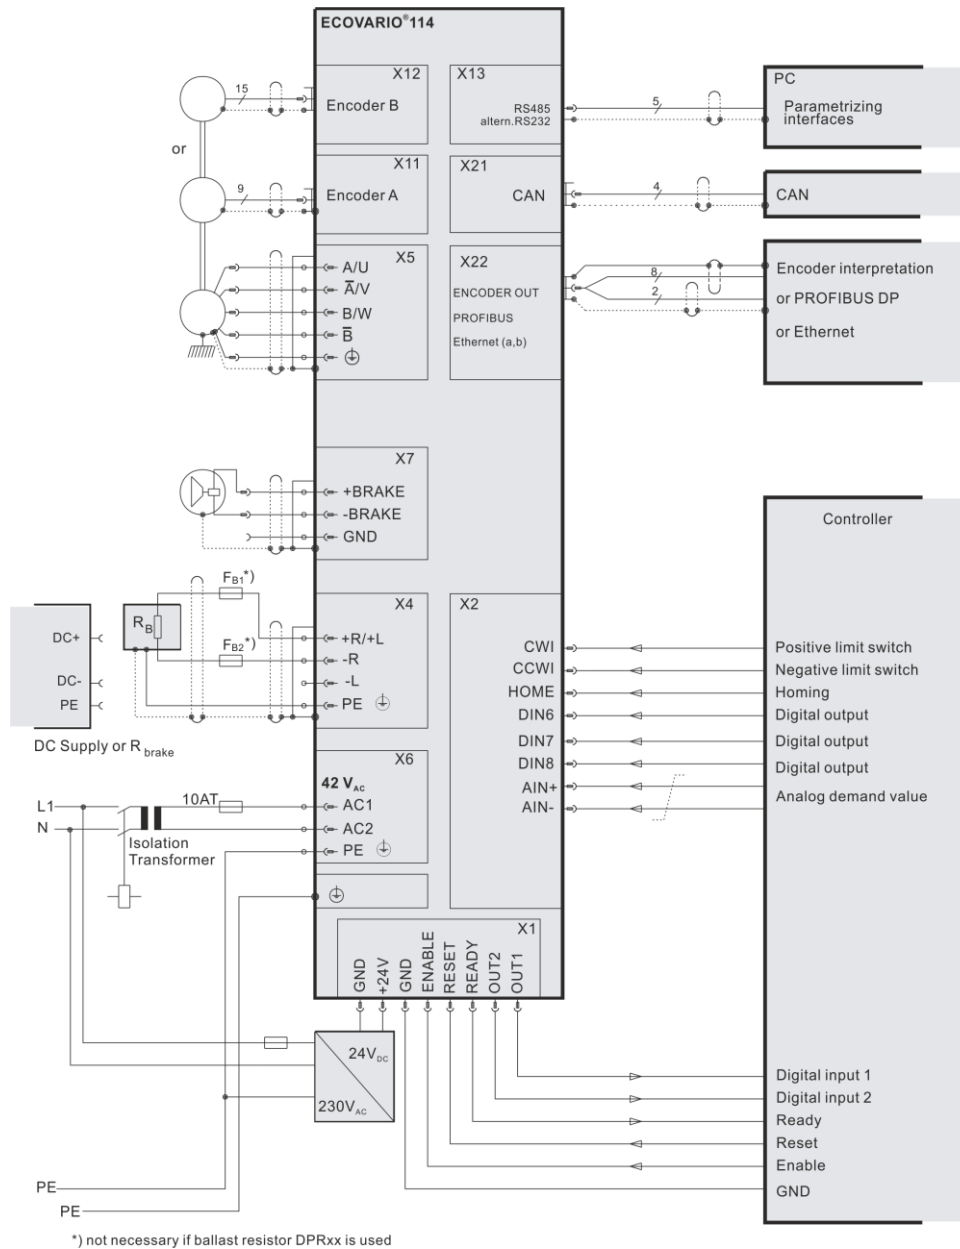 ECOVARIO®114
X12
Encoder B
15
or
X11
Encoder A
9
X5
A/U
A̅/V
B/W
B̅
X13
RS485
altern.RS232
5
PC
Parametrizing
interfaces
X21
CAN
4
CAN
X22
ENCODER OUT
PROFIBUS
Ethernet (a,b)
8
2
Encoder interpretation
or PROFIBUS DP
or Ethernet
X7
+BRAKE
-BRAKE
GND
Controller
DC+
DC-
PE
DC Supply or R brake
RB
FB1*)
FB2*)
X4
+R/+L
-R
-L
PE
X2
CWI
CCWI
HOME
DIN6
DIN7
DIN8
AIN+
AIN-
Positive limit switch
Negative limit switch
Homing
Digital output
Digital output
Digital output
Analog demand value
X6
42 VAC
AC1
AC2
PE
L1
N
10AT
Isolation
Transformer
X1
GND
+24V
GND
ENABLE
RESET
READY
OUT2
OUT1
24VDC
230VAC
Digital input 1
Digital input 2
Ready
Reset
Enable
GND
PE
PE
*) not necessary if ballast resistor DPRxx is used